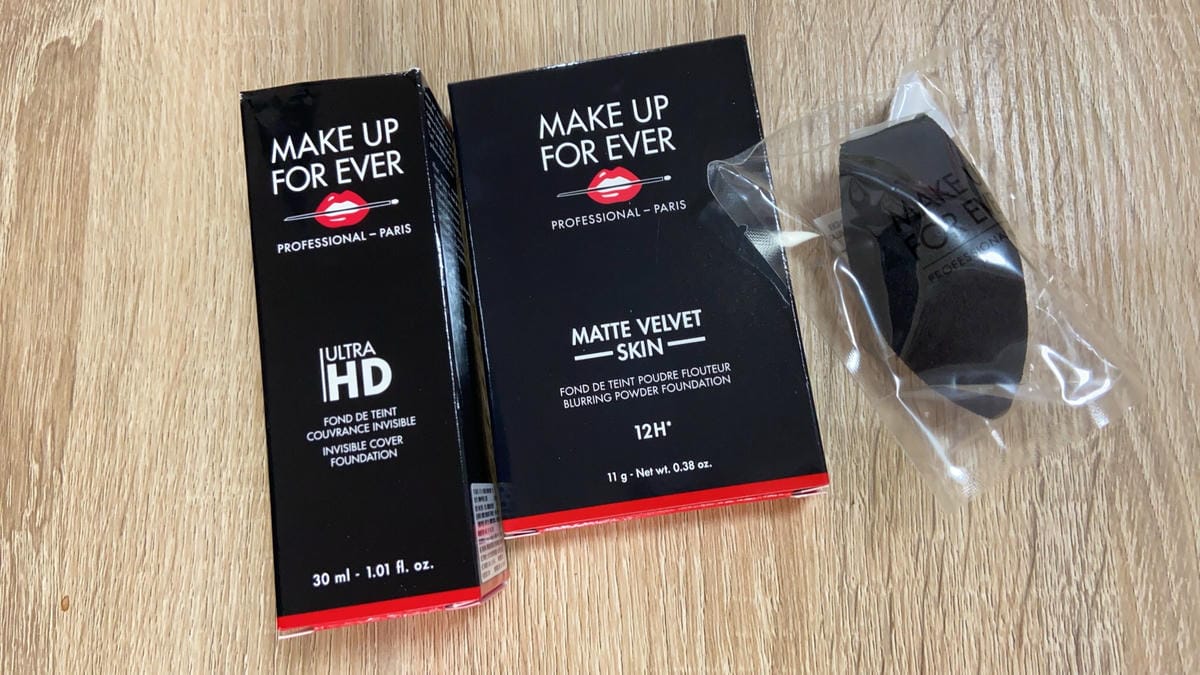 MAKE UP
FOR EVER
PROFESSIONAL – PARIS
ULTRA
HD
FOND DE TEINT
COUVRANCE INVISIBLE
INVISIBLE COVER
FOUNDATION
30 ml - 1.01 fl. oz.
MAKE UP
FOR EVER
PROFESSIONAL – PARIS
MATTE VELVET
SKIN
FOND DE TEINT POUDRE FLOUTEUR
BLURRING POWDER FOUNDATION
12H*
11 g - Net wt. 0.38 oz.
MAKE
FOR